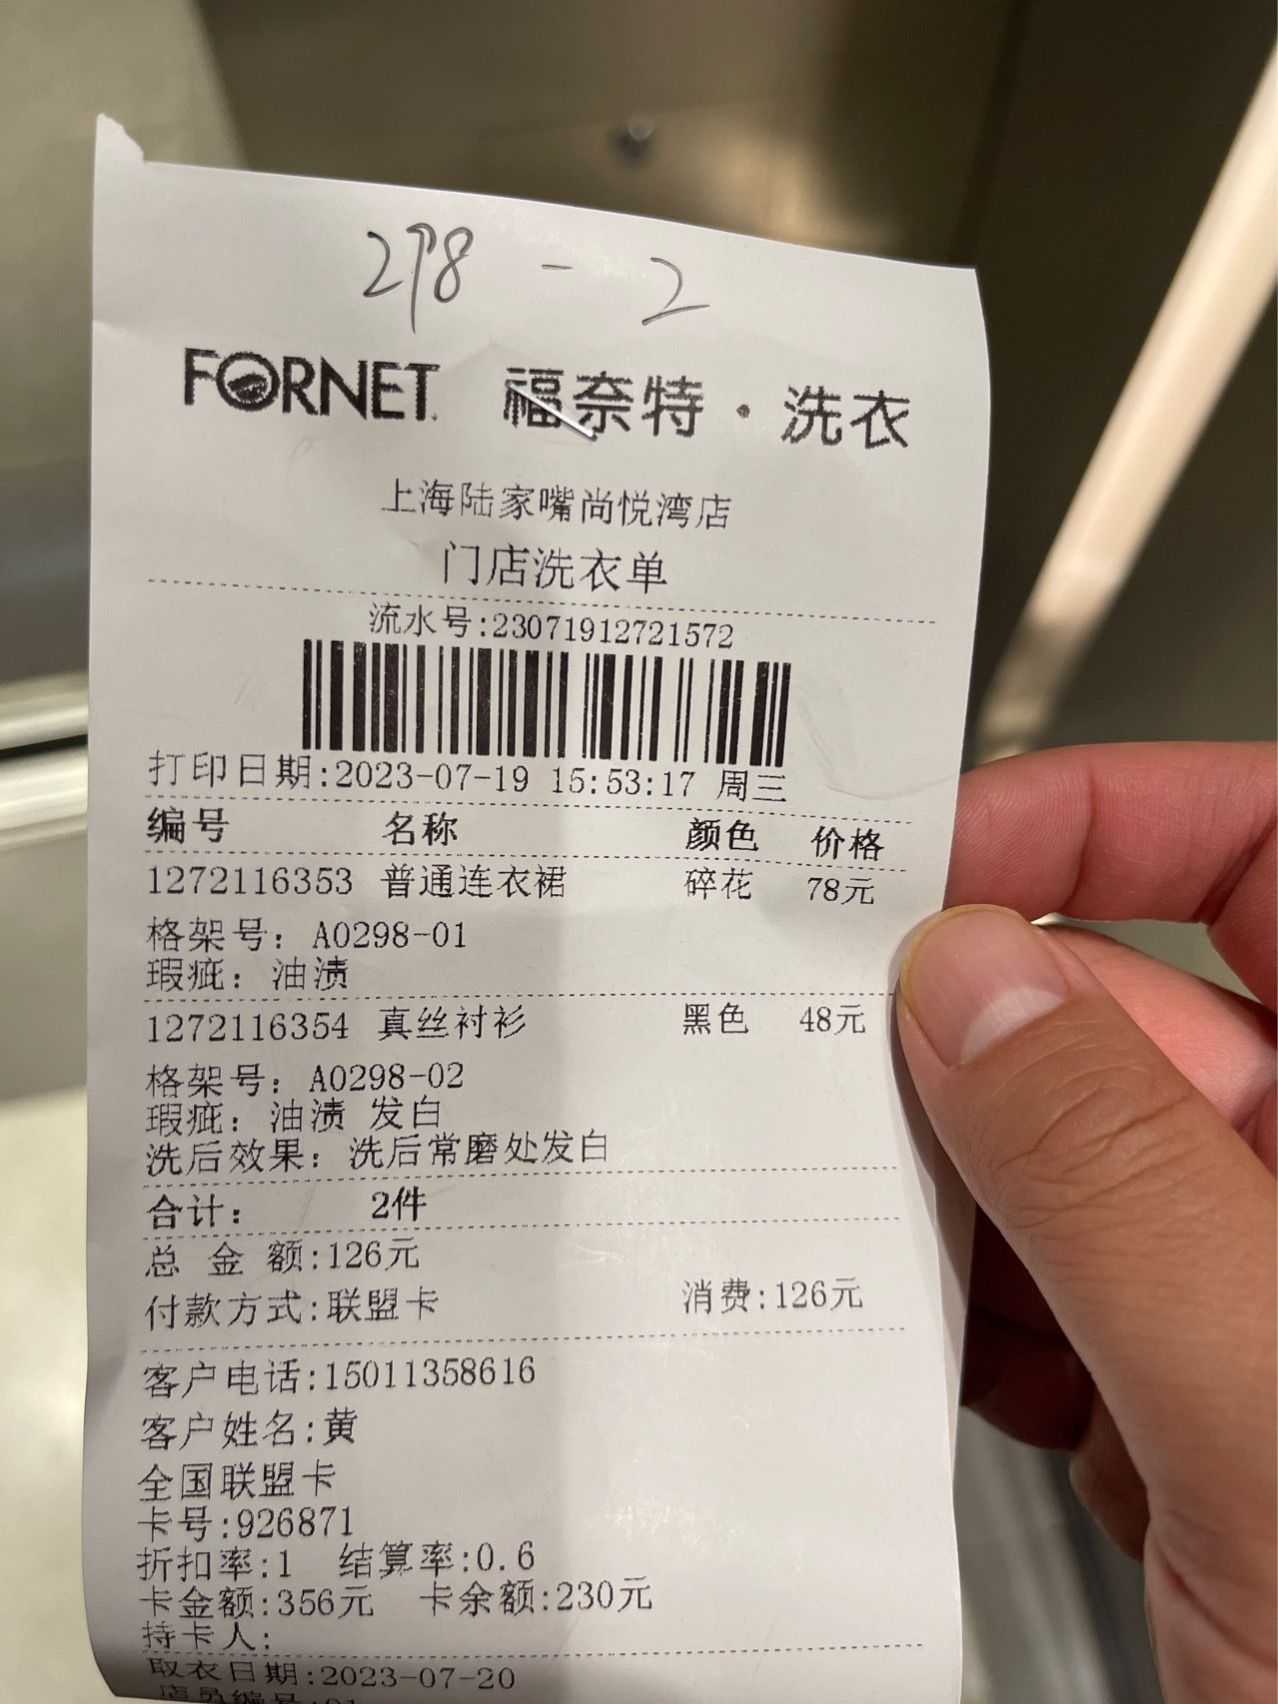 298 - 2
FORNET 福奈特·洗衣
上海陆家嘴尚悦湾店
门店洗衣单
流水号:23071912721572
打印日期:2023-07-19 15:53:17 周三
编号 名称 颜色 价格
1272116353 普通连衣裙 碎花 78元
格架号: A0298-01
瑕疵: 油渍
1272116354 真丝衬衫 黑色 48元
格架号: A0298-02
瑕疵: 油渍 发白
洗后效果: 洗后常磨处发白
合计: 2件
总 金 额:126元
付款方式:联盟卡 消费:126元
客户电话:15011358616
客户姓名:黄
全国联盟卡
卡号:926871
折扣率:1 结算率:0.6
卡金额:356元 卡余额:230元
持卡人:
取衣日期:2023-07-20
店员编号:01